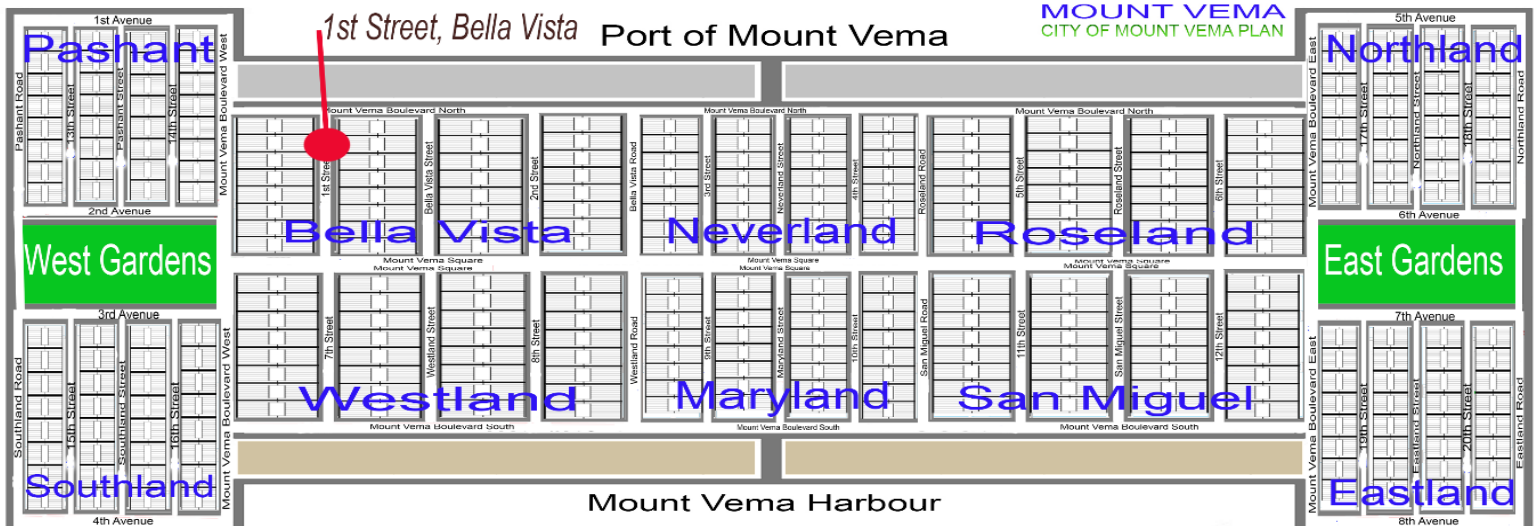 1st Avenue
Pashant
Pashant Road
13th Street
Pashant Street
14th Street
Mount Vema Boulevard West
2nd Avenue
1st Street, Bella Vista
Port of Mount Vema
MOUNT VEMA
CITY OF MOUNT VEMA PLAN
5th Avenue
Northland
Mount Vema Boulevard East
17th Street
Northland Street
18th Street
Northland Road
6th Avenue
Mount Vema Boulevard North
Mount Vema Boulevard North
Mount Vema Boulevard North
1st Street
Bella Vista Street
2nd Street
Bella Vista Road
3rd Street
Neverland Street
4th Street
Roseland Road
5th Street
Roseland Street
6th Street
Bella Vista
Neverland
Roseland
West Gardens
East Gardens
Mount Vema Square
Mount Vema Square
Mount Vema Square
Mount Vema Square
Mount Vema Square
Mount Vema Square
3rd Avenue
Southland Road
15th Street
Southland Street
16th Street
Mount Vema Boulevard West
Southland
4th Avenue
7th Street
Westland Street
8th Street
Westland Road
9th Street
Maryland Street
10th Street
San Miguel Road
11th Street
San Miguel Street
12th Street
Westland
Maryland
San Miguel
Mount Vema Boulevard South
Mount Vema Boulevard South
Mount Vema Boulevard South
7th Avenue
Mount Vema Boulevard East
19th Street
Eastland Street
20th Street
Eastland Road
Eastland
8th Avenue
Mount Vema Harbour